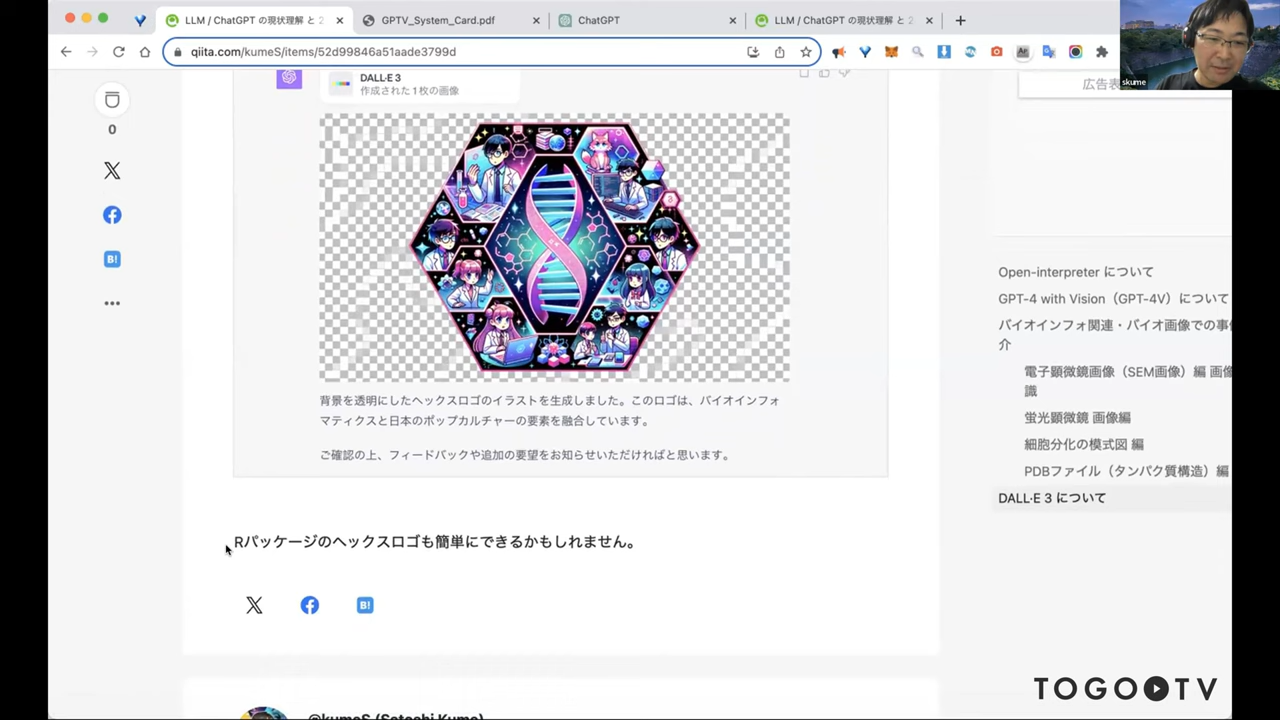 LLM / ChatGPT の現状理解 と 2
GPTV_System_Card.pdf
ChatGPT
LLM / ChatGPT の現状理解 と 2
qiita.com/kumeS/items/52d99846a51aade3799d
skume
0
DALL·E 3
作成された1枚の画像
背景を透明にしたヘックスロゴのイラストを生成しました。このロゴは、バイオインフォ
マティクスと日本のポップカルチャーの要素を融合しています。
ご確認の上、フィードバックや追加の要望をお知らせいただければと思います。
Rパッケージのヘックスロゴも簡単にできるかもしれません。
B!
B!
広告表
Open-interpreter について
GPT-4 with Vision（GPT-4V）について
バイオインフォ関連・バイオ画像での事
介
電子顕微鏡画像（SEM画像）編 画像
識
蛍光顕微鏡 画像編
細胞分化の模式図 編
PDBファイル（タンパク質構造）編
DALL·E 3 について
@kumeS (Satoshi Kume)
TOGO TV